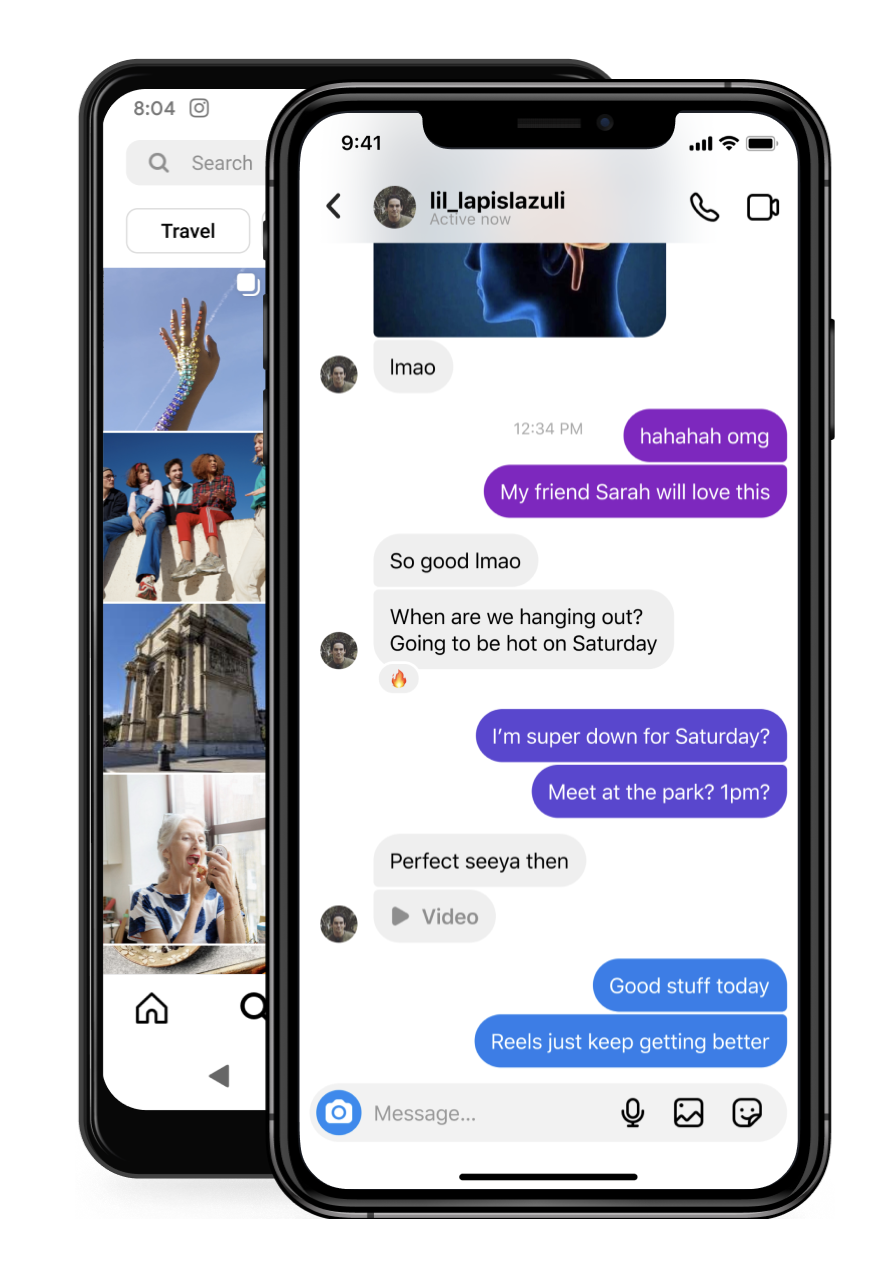 8:04
Search
Travel
9:41
lil_lapislazuli
Active now
lmao
12:34 PM
hahahah omg
My friend Sarah will love this
So good lmao
When are we hanging out?
Going to be hot on Saturday
🔥
I’m super down for Saturday?
Meet at the park? 1pm?
Perfect seeya then
Video
Good stuff today
Reels just keep getting better
Message...